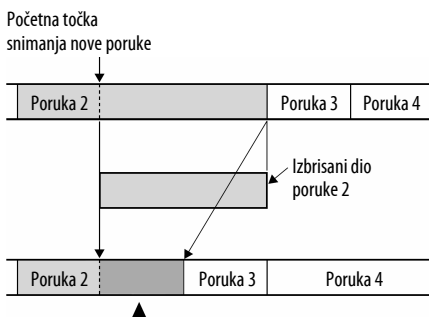 Početna točka
snimanja nove poruke
Poruka 2 Poruka 3 Poruka 4
Izbrisani dio
poruke 2
Poruka 2 Poruka 3 Poruka 4